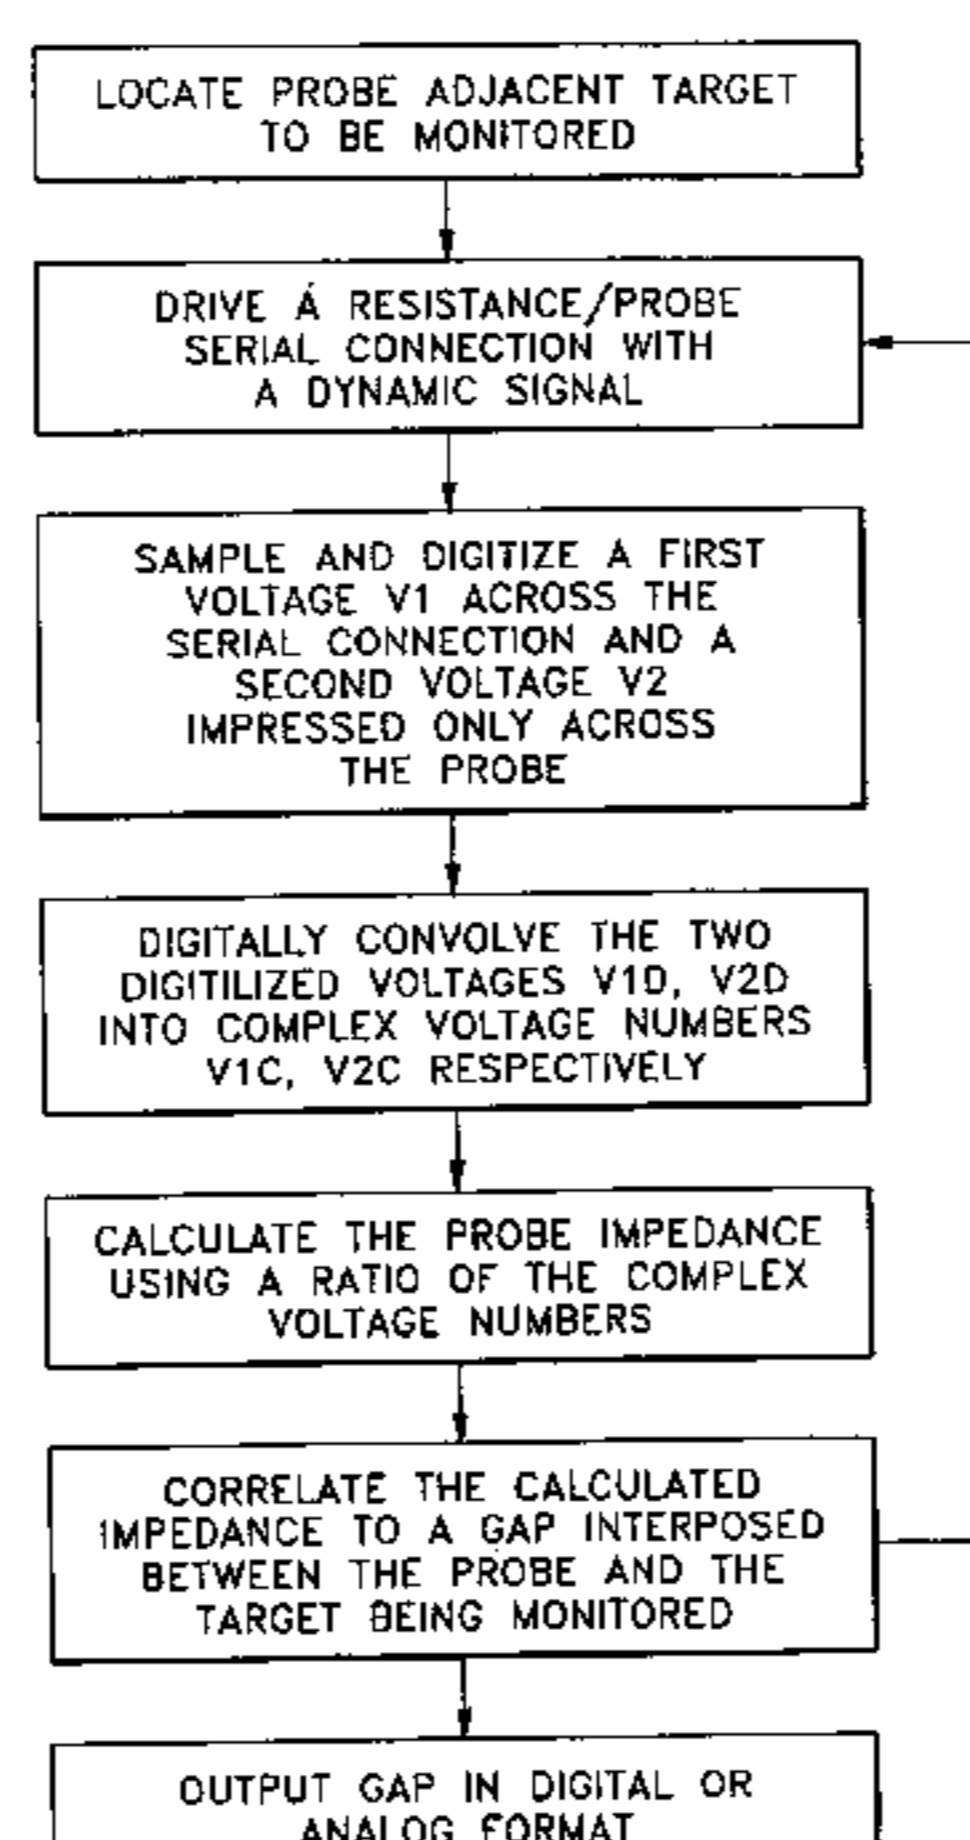 LOCATE PROBE ADJACENT TARGET
TO BE MONITORED
DRIVE A RESISTANCE/PROBE
SERIAL CONNECTION WITH
A DYNAMIC SIGNAL
SAMPLE AND DIGITIZE A FIRST
VOLTAGE V1 ACROSS THE
SERIAL CONNECTION AND A
SECOND VOLTAGE V2
IMPRESSED ONLY ACROSS
THE PROBE
DIGITALLY CONVOLVE THE TWO
DIGITILIZED VOLTAGES V1D, V2D
INTO COMPLEX VOLTAGE NUMBERS
V1C, V2C RESPECTIVELY
CALCULATE THE PROBE IMPEDANCE
USING A RATIO OF THE COMPLEX
VOLTAGE NUMBERS
CORRELATE THE CALCULATED
IMPEDANCE TO A GAP INTERPOSED
BETWEEN THE PROBE AND THE
TARGET BEING MONITORED
OUTPUT GAP IN DIGITAL OR
ANALOG FORMAT